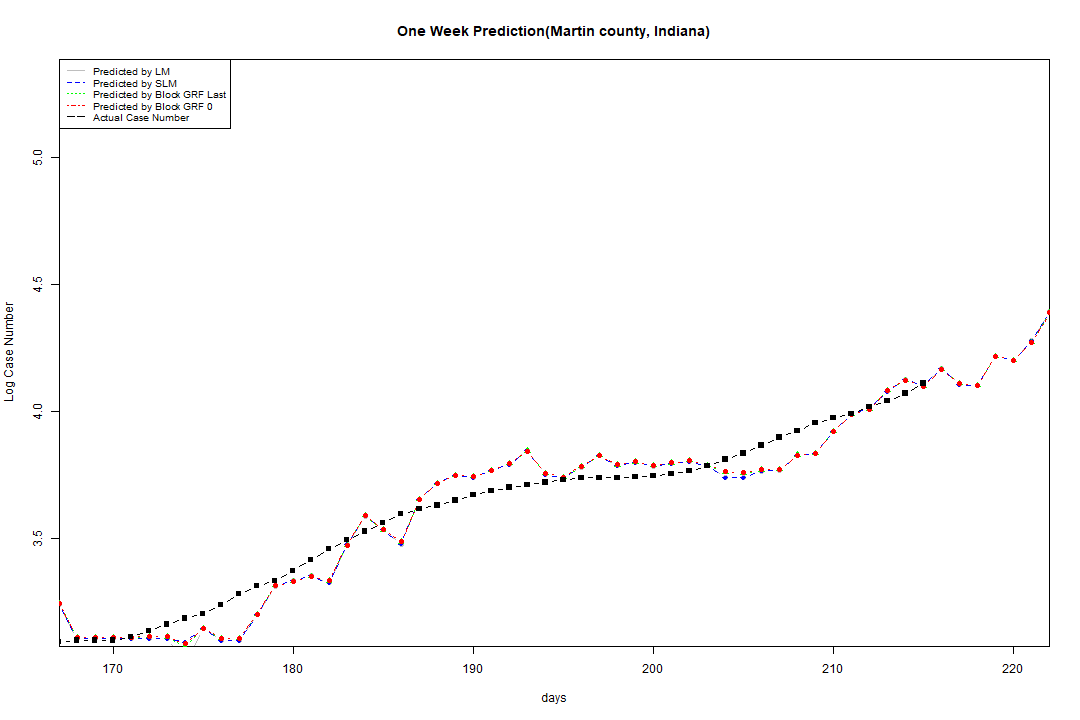 One Week Prediction(Martin county, Indiana)
Predicted by LM
Predicted by SLM
Predicted by Block GRF Last
Predicted by Block GRF 0
Actual Case Number
5.0
4.5
4.0
3.5
Log Case Number
170 180 190 200 210 220
days